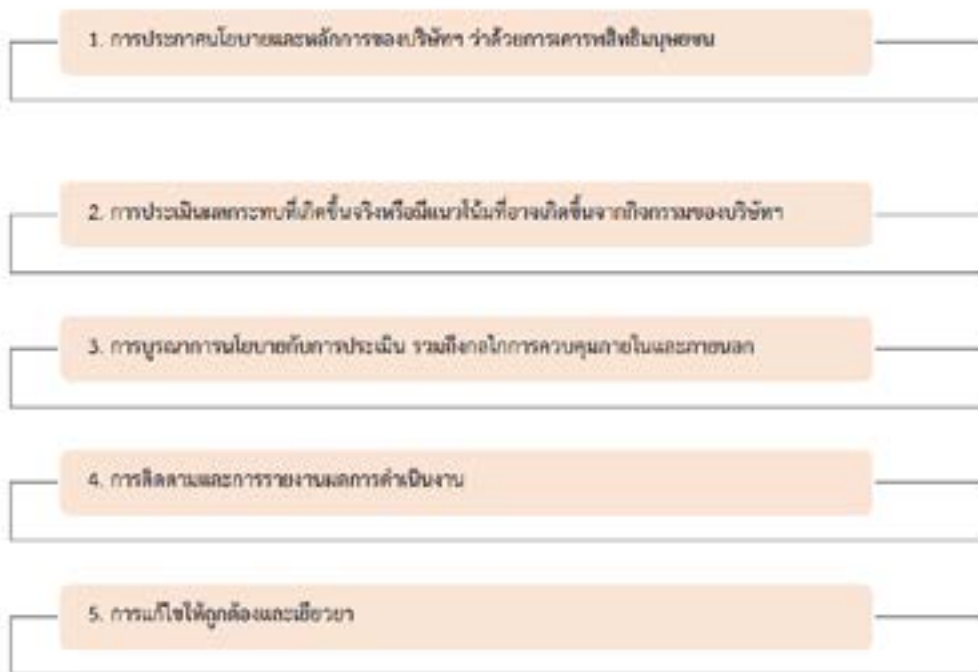 1. การประกาศนโยบายและหลักการของบริษัทฯ ว่าด้วยการเคารพสิทธิมนุษยชน
2. การประเมินผลกระทบที่เกิดขึ้นจริงหรือมีแนวโน้มที่อาจเกิดขึ้นจากกิจกรรมของบริษัทฯ
3. การบูรณาการนโยบายกับการประเมิน รวมถึงกลไกการควบคุมภายในและภายนอก
4. การติดตามและการรายงานผลการดำเนินงาน
5. การแก้ไขให้ถูกต้องและเยียวยา